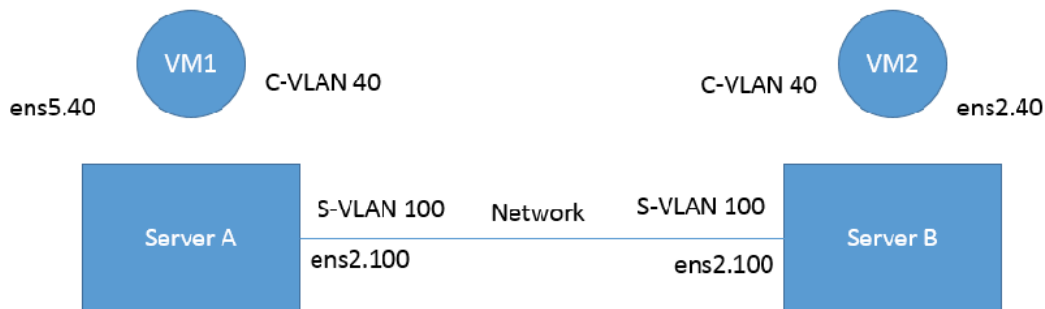 VM1
VM2
C-VLAN 40
C-VLAN 40
ens5.40
ens2.40
S-VLAN 100
Network
S-VLAN 100
Server A
Server B
ens2.100
ens2.100